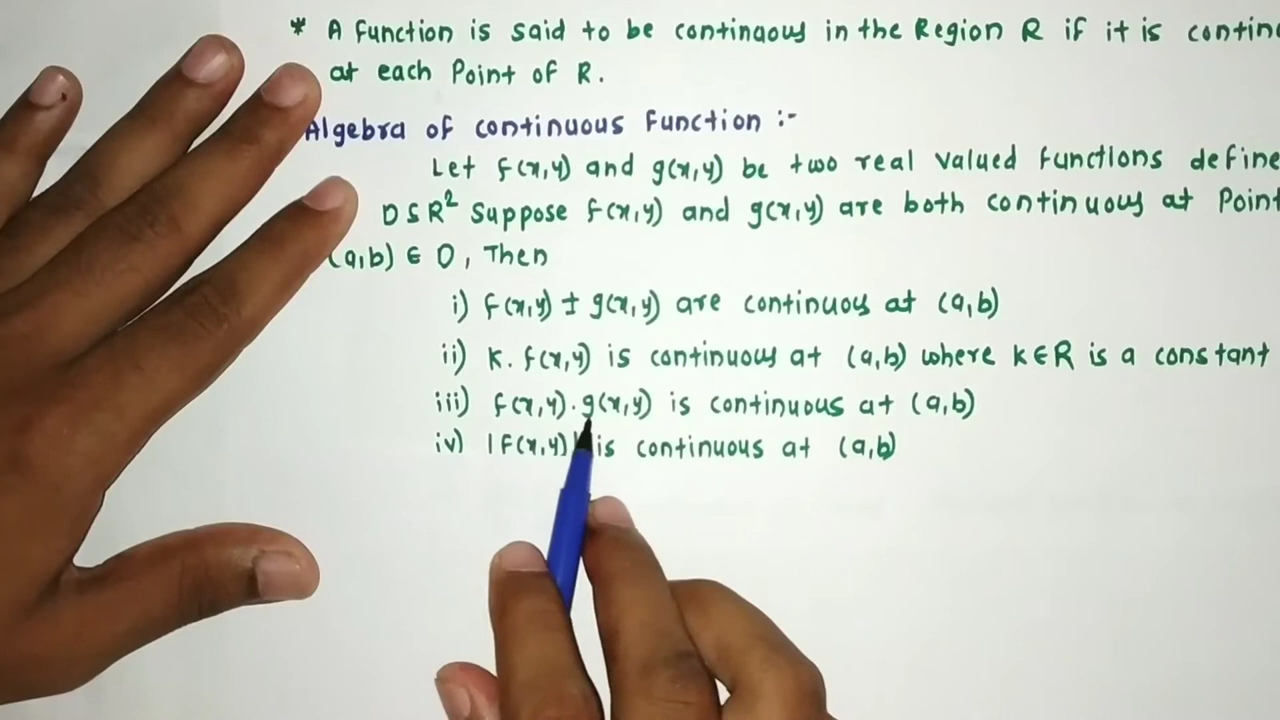 * A function is said to be continuous in the Region R if it is contin
at each Point of R.
Algebra of continuous Function :-
Let f(x,y) and g(x,y) be two real valued functions define
D ⊆ R² Suppose f(x,y) and g(x,y) are both continuous at Point
(a,b) ∈ D, Then
i) f(x,y) ± g(x,y) are continuous at (a,b)
ii) K. f(x,y) is continuous at (a,b) where K∈R is a constant
iii) f(x,y).g(x,y) is continuous at (a,b)
iv) |F(x,y)| is continuous at (a,b)